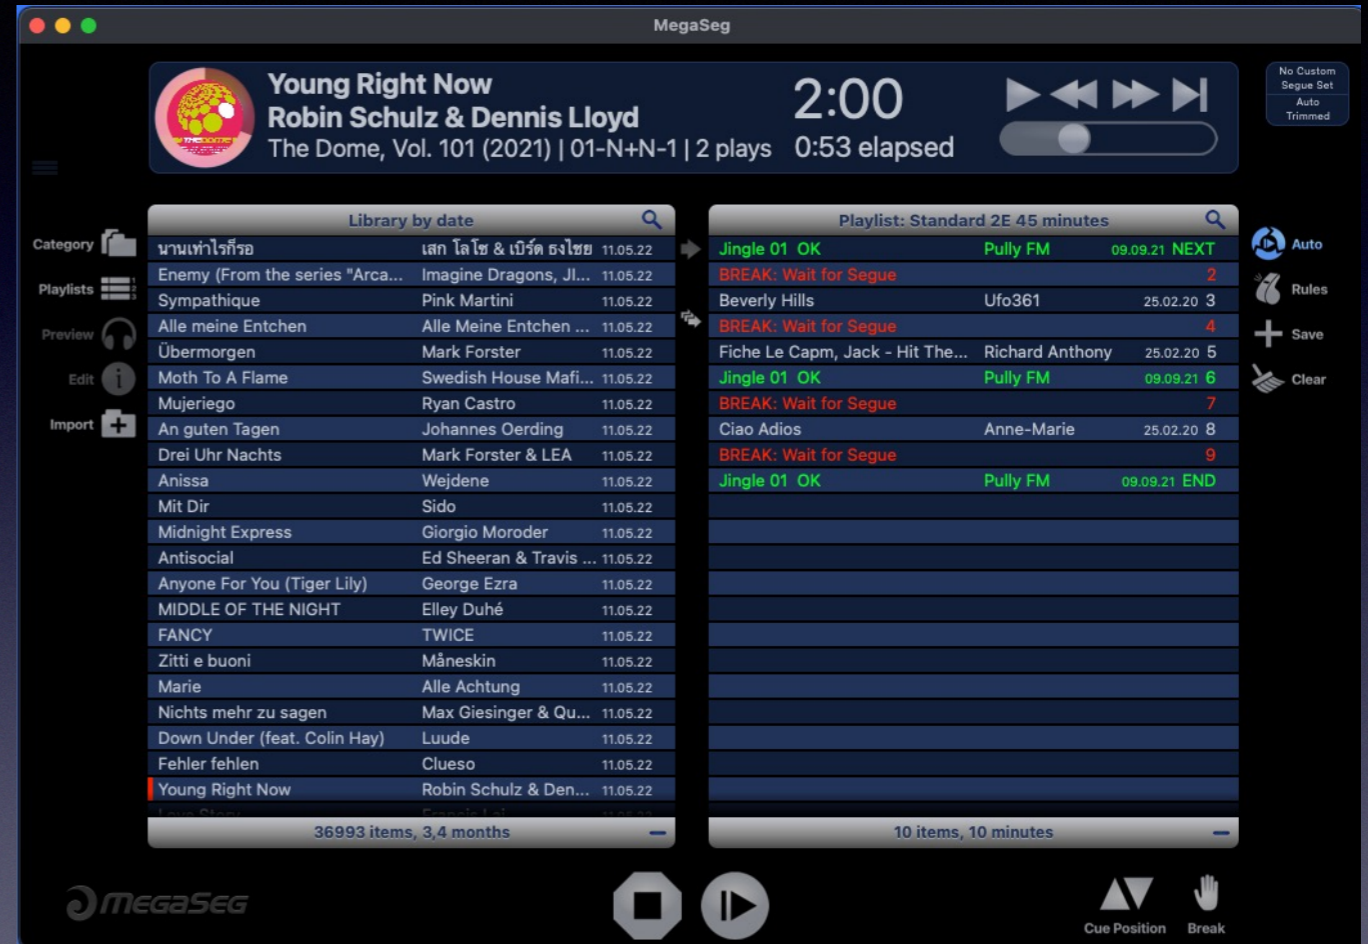 MegaSeg
Young Right Now
Robin Schulz & Dennis Lloyd
The Dome, Vol. 101 (2021) | 01-N+N-1 | 2 plays
2:00
0:53 elapsed
No Custom
Segue Set
Auto
Trimmed
Category
Playlists
Preview
Edit
Import
Library by date
นานเท่าไรก็รอ เสก โลโซ & เบิร์ด ธงไชย 11.05.22
Enemy (From the series "Arca... Imagine Dragons, JI... 11.05.22
Sympathique Pink Martini 11.05.22
Alle meine Entchen Alle Meine Entchen ... 11.05.22
Übermorgen Mark Forster 11.05.22
Moth To A Flame Swedish House Mafi... 11.05.22
Mujeriego Ryan Castro 11.05.22
An guten Tagen Johannes Oerding 11.05.22
Drei Uhr Nachts Mark Forster & LEA 11.05.22
Anissa Wejdene 11.05.22
Mit Dir Sido 11.05.22
Midnight Express Giorgio Moroder 11.05.22
Antisocial Ed Sheeran & Travis ... 11.05.22
Anyone For You (Tiger Lily) George Ezra 11.05.22
MIDDLE OF THE NIGHT Elley Duhé 11.05.22
FANCY TWICE 11.05.22
Zitti e buoni Måneskin 11.05.22
Marie Alle Achtung 11.05.22
Nichts mehr zu sagen Max Giesinger & Qu... 11.05.22
Down Under (feat. Colin Hay) Luude 11.05.22
Fehler fehlen Clueso 11.05.22
Young Right Now Robin Schulz & Den... 11.05.22
36993 items, 3,4 months
Playlist: Standard 2E 45 minutes
Jingle 01 OK Pully FM 09.09.21 NEXT
BREAK: Wait for Segue 2
Beverly Hills Ufo361 25.02.20 3
BREAK: Wait for Segue 4
Fiche Le Capm, Jack - Hit The... Richard Anthony 25.02.20 5
Jingle 01 OK Pully FM 09.09.21 6
BREAK: Wait for Segue 7
Ciao Adios Anne-Marie 25.02.20 8
BREAK: Wait for Segue 9
Jingle 01 OK Pully FM 09.09.21 END
10 items, 10 minutes
Auto
Rules
Save
Clear
MegaSeg
Cue Position
Break